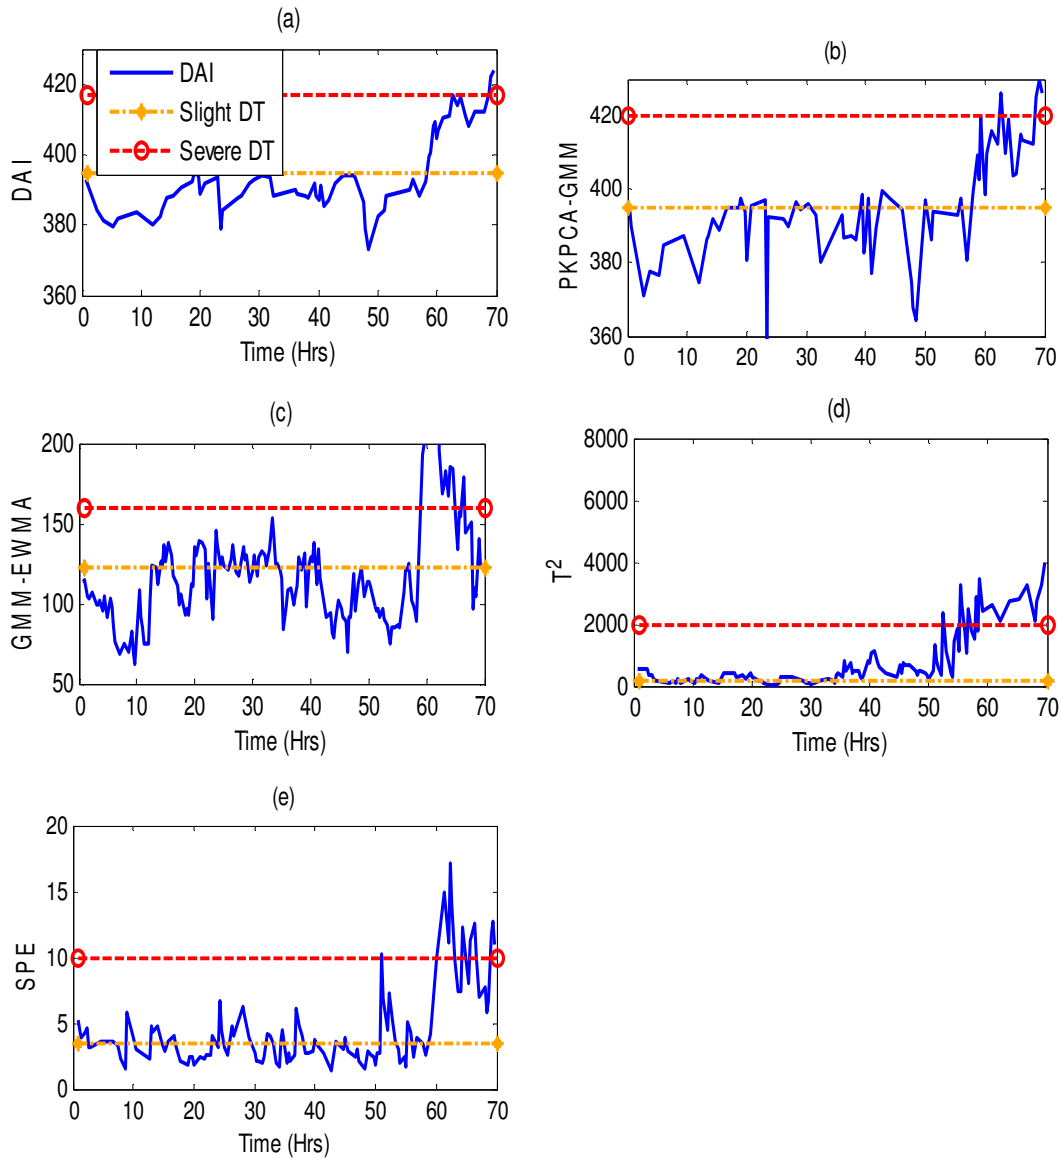 (a)
DAI
420
400
380
360
0 10 20 30 40 50 60 70
Time (Hrs)
DAI
Slight DT
Severe DT
(b)
PKPCA-GMM
420
400
380
360
0 10 20 30 40 50 60 70
Time (Hrs)
(c)
GMM-EWMA
200
150
100
50
0 10 20 30 40 50 60 70
Time (Hrs)
(d)
T2
8000
6000
4000
2000
0
0 10 20 30 40 50 60 70
Time (Hrs)
(e)
SPE
20
15
10
5
0
0 10 20 30 40 50 60 70
Time (Hrs)